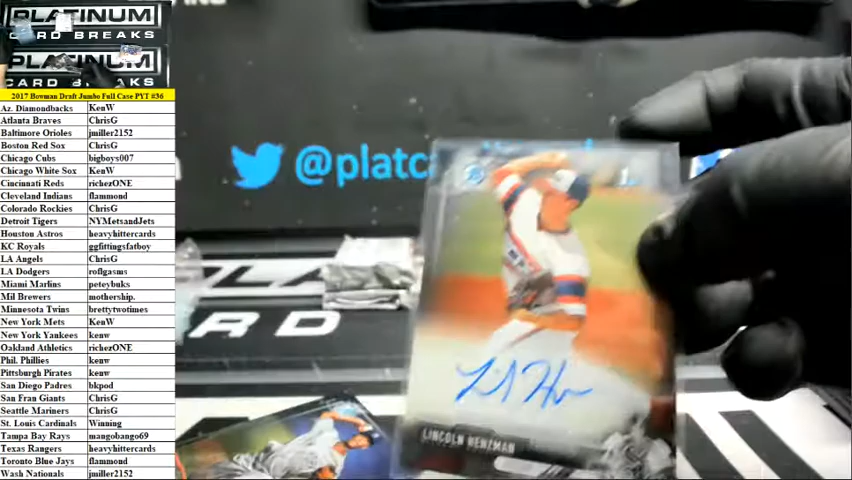 PLATINUM
CARD BREAKS
PLATINUM
CARD BREAKS
2017 Bowman Draft Jumbo Full Case PYT #36
Az. Diamondbacks KenW
Atlanta Braves ChrisG
Baltimore Orioles jmiller2152
Boston Red Sox ChrisG
Chicago Cubs bigboys007
Chicago White Sox KenW
Cincinnati Reds richezONE
Cleveland Indians flammond
Colorado Rockies ChrisG
Detroit Tigers NYMetsandJets
Houston Astros heavyhittercards
KC Royals ggfittingsfatboy
LA Angels ChrisG
LA Dodgers roflgasms
Miami Marlins peteybuks
Mil Brewers mothership.
Minnesota Twins brettytwotimes
New York Mets KenW
New York Yankees kenw
Oakland Athletics richezONE
Phil. Phillies kenw
Pittsburgh Pirates kenw
San Diego Padres bkpod
San Fran Giants ChrisG
Seattle Mariners ChrisG
St. Louis Cardinals Winning
Tampa Bay Rays mangobango69
Texas Rangers heavyhittercards
Toronto Blue Jays flammond
Wash Nationals jmiller2152
@platc
CARD
LINCOLN HENZMAN